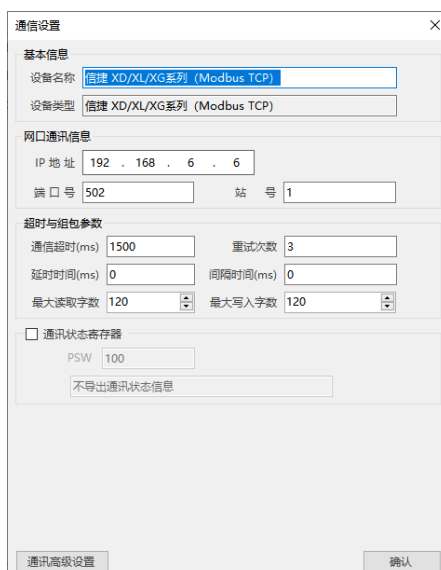 通信设置
基本信息
设备名称 信捷 XD/XL/XG系列（Modbus TCP）
设备类型 信捷 XD/XL/XG系列（Modbus TCP）
网口通讯信息
IP 地址 192 . 168 . 6 . 6
端口号 502 站 号 1
超时与组包参数
通信超时(ms) 1500 重试次数 3
延时时间(ms) 0 间隔时间(ms) 0
最大读取字数 120 最大写入字数 120
通讯状态寄存器
PSW 100
不导出通讯状态信息
通讯高级设置 确认